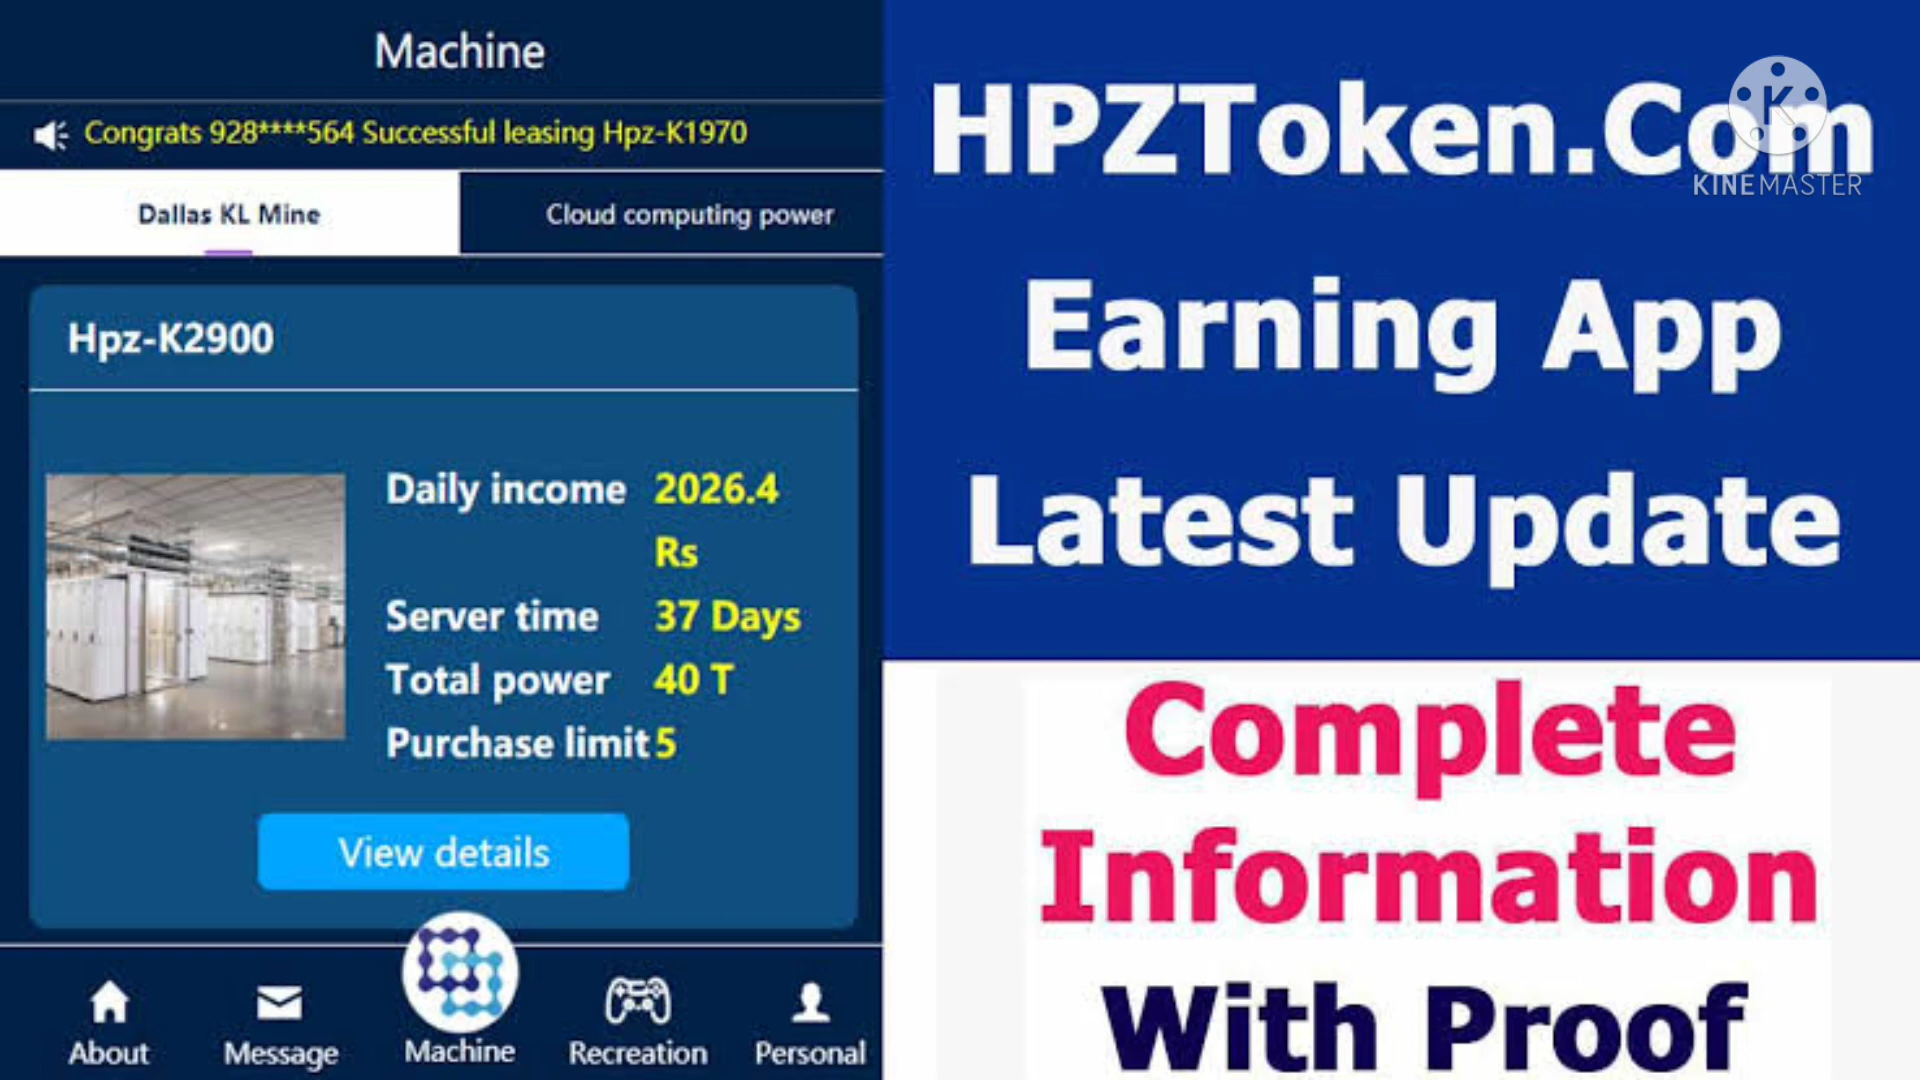 Machine
Congrats 928****564 Successful leasing Hpz-K1970
Dallas KL Mine
Cloud computing power
Hpz-K2900
Daily income 2026.4
Rs
Server time 37 Days
Total power 40 T
Purchase limit 5
View details
About
Message
Machine
Recreation
Personal
HPZToken.Com
K
KINEMASTER
Earning App
Latest Update
Complete
Information
With Proof